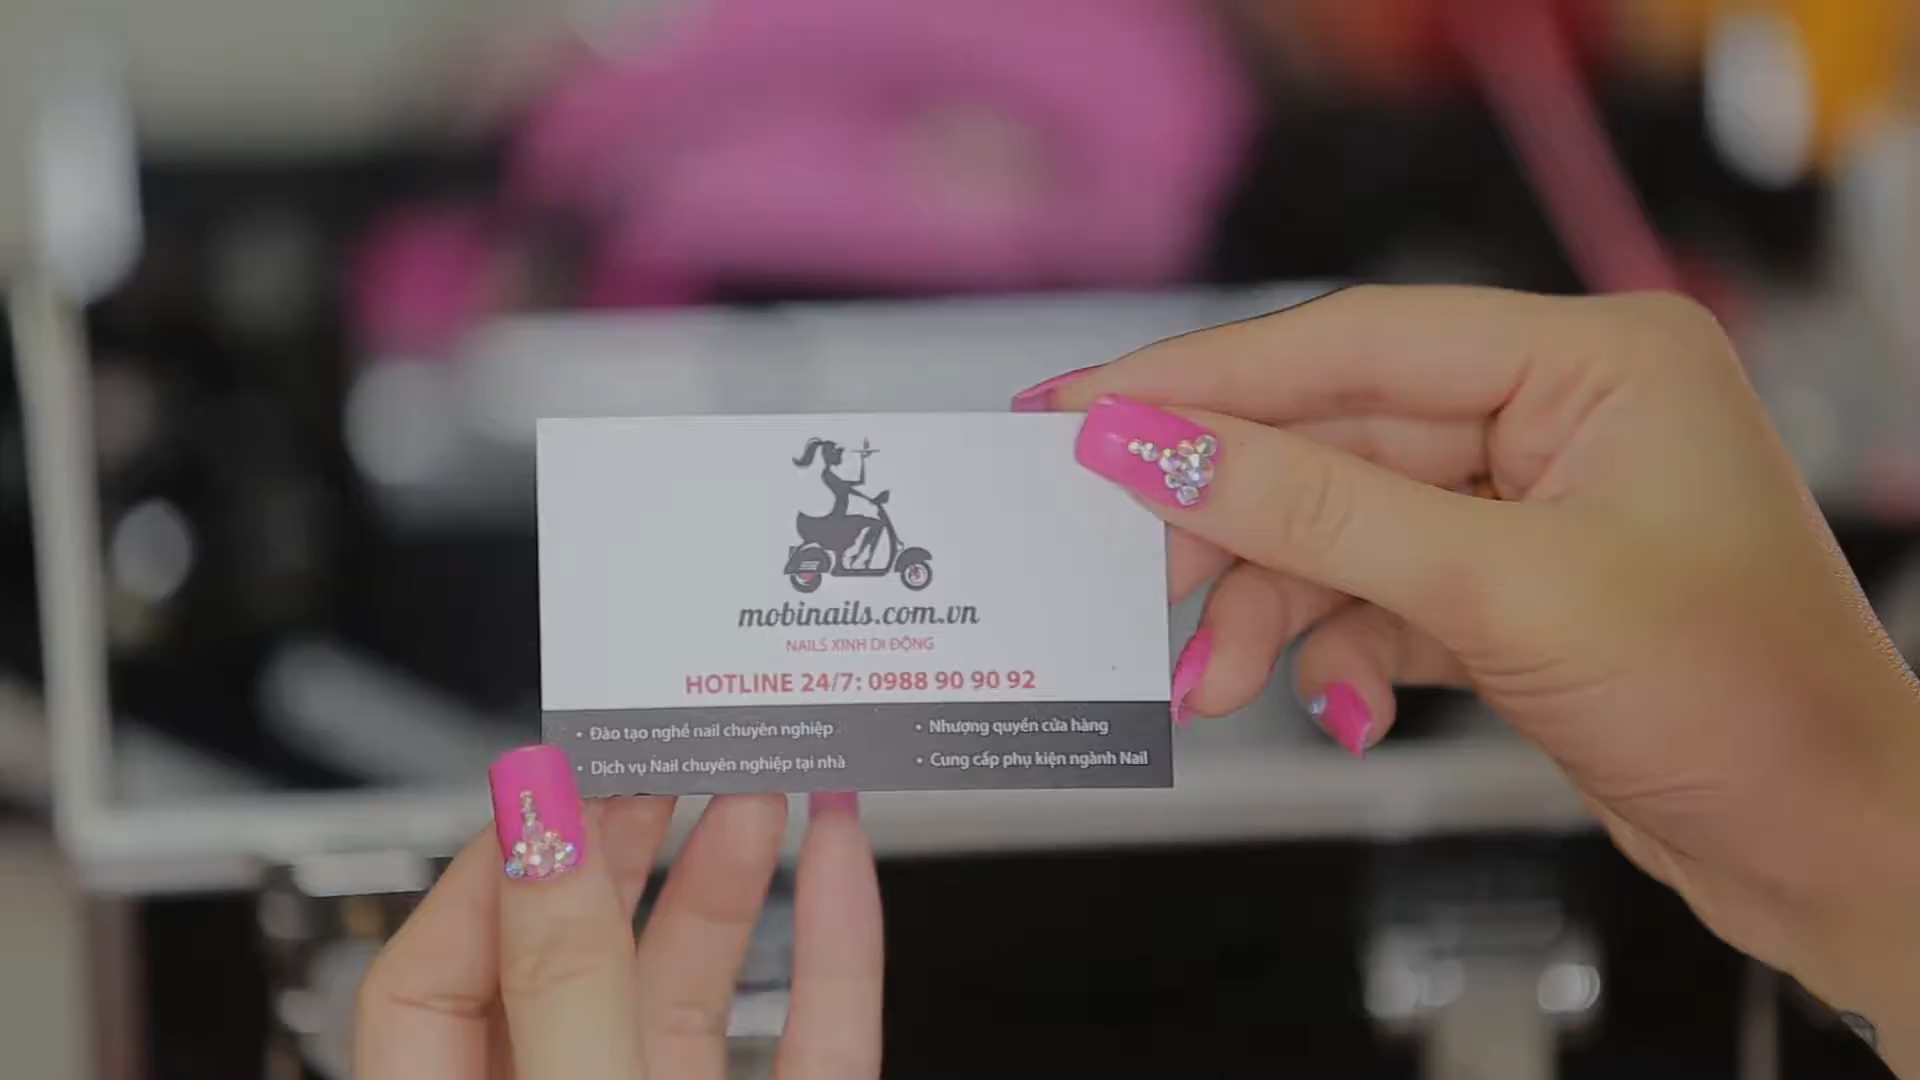 mobinails.com.vn
NAILS XINH DI ĐỘNG
HOTLINE 24/7: 0988 90 90 92
• Đào tạo nghề nail chuyên nghiệp
• Dịch vụ Nail chuyên nghiệp tại nhà
• Nhượng quyền cửa hàng
• Cung cấp phụ kiện ngành Nail